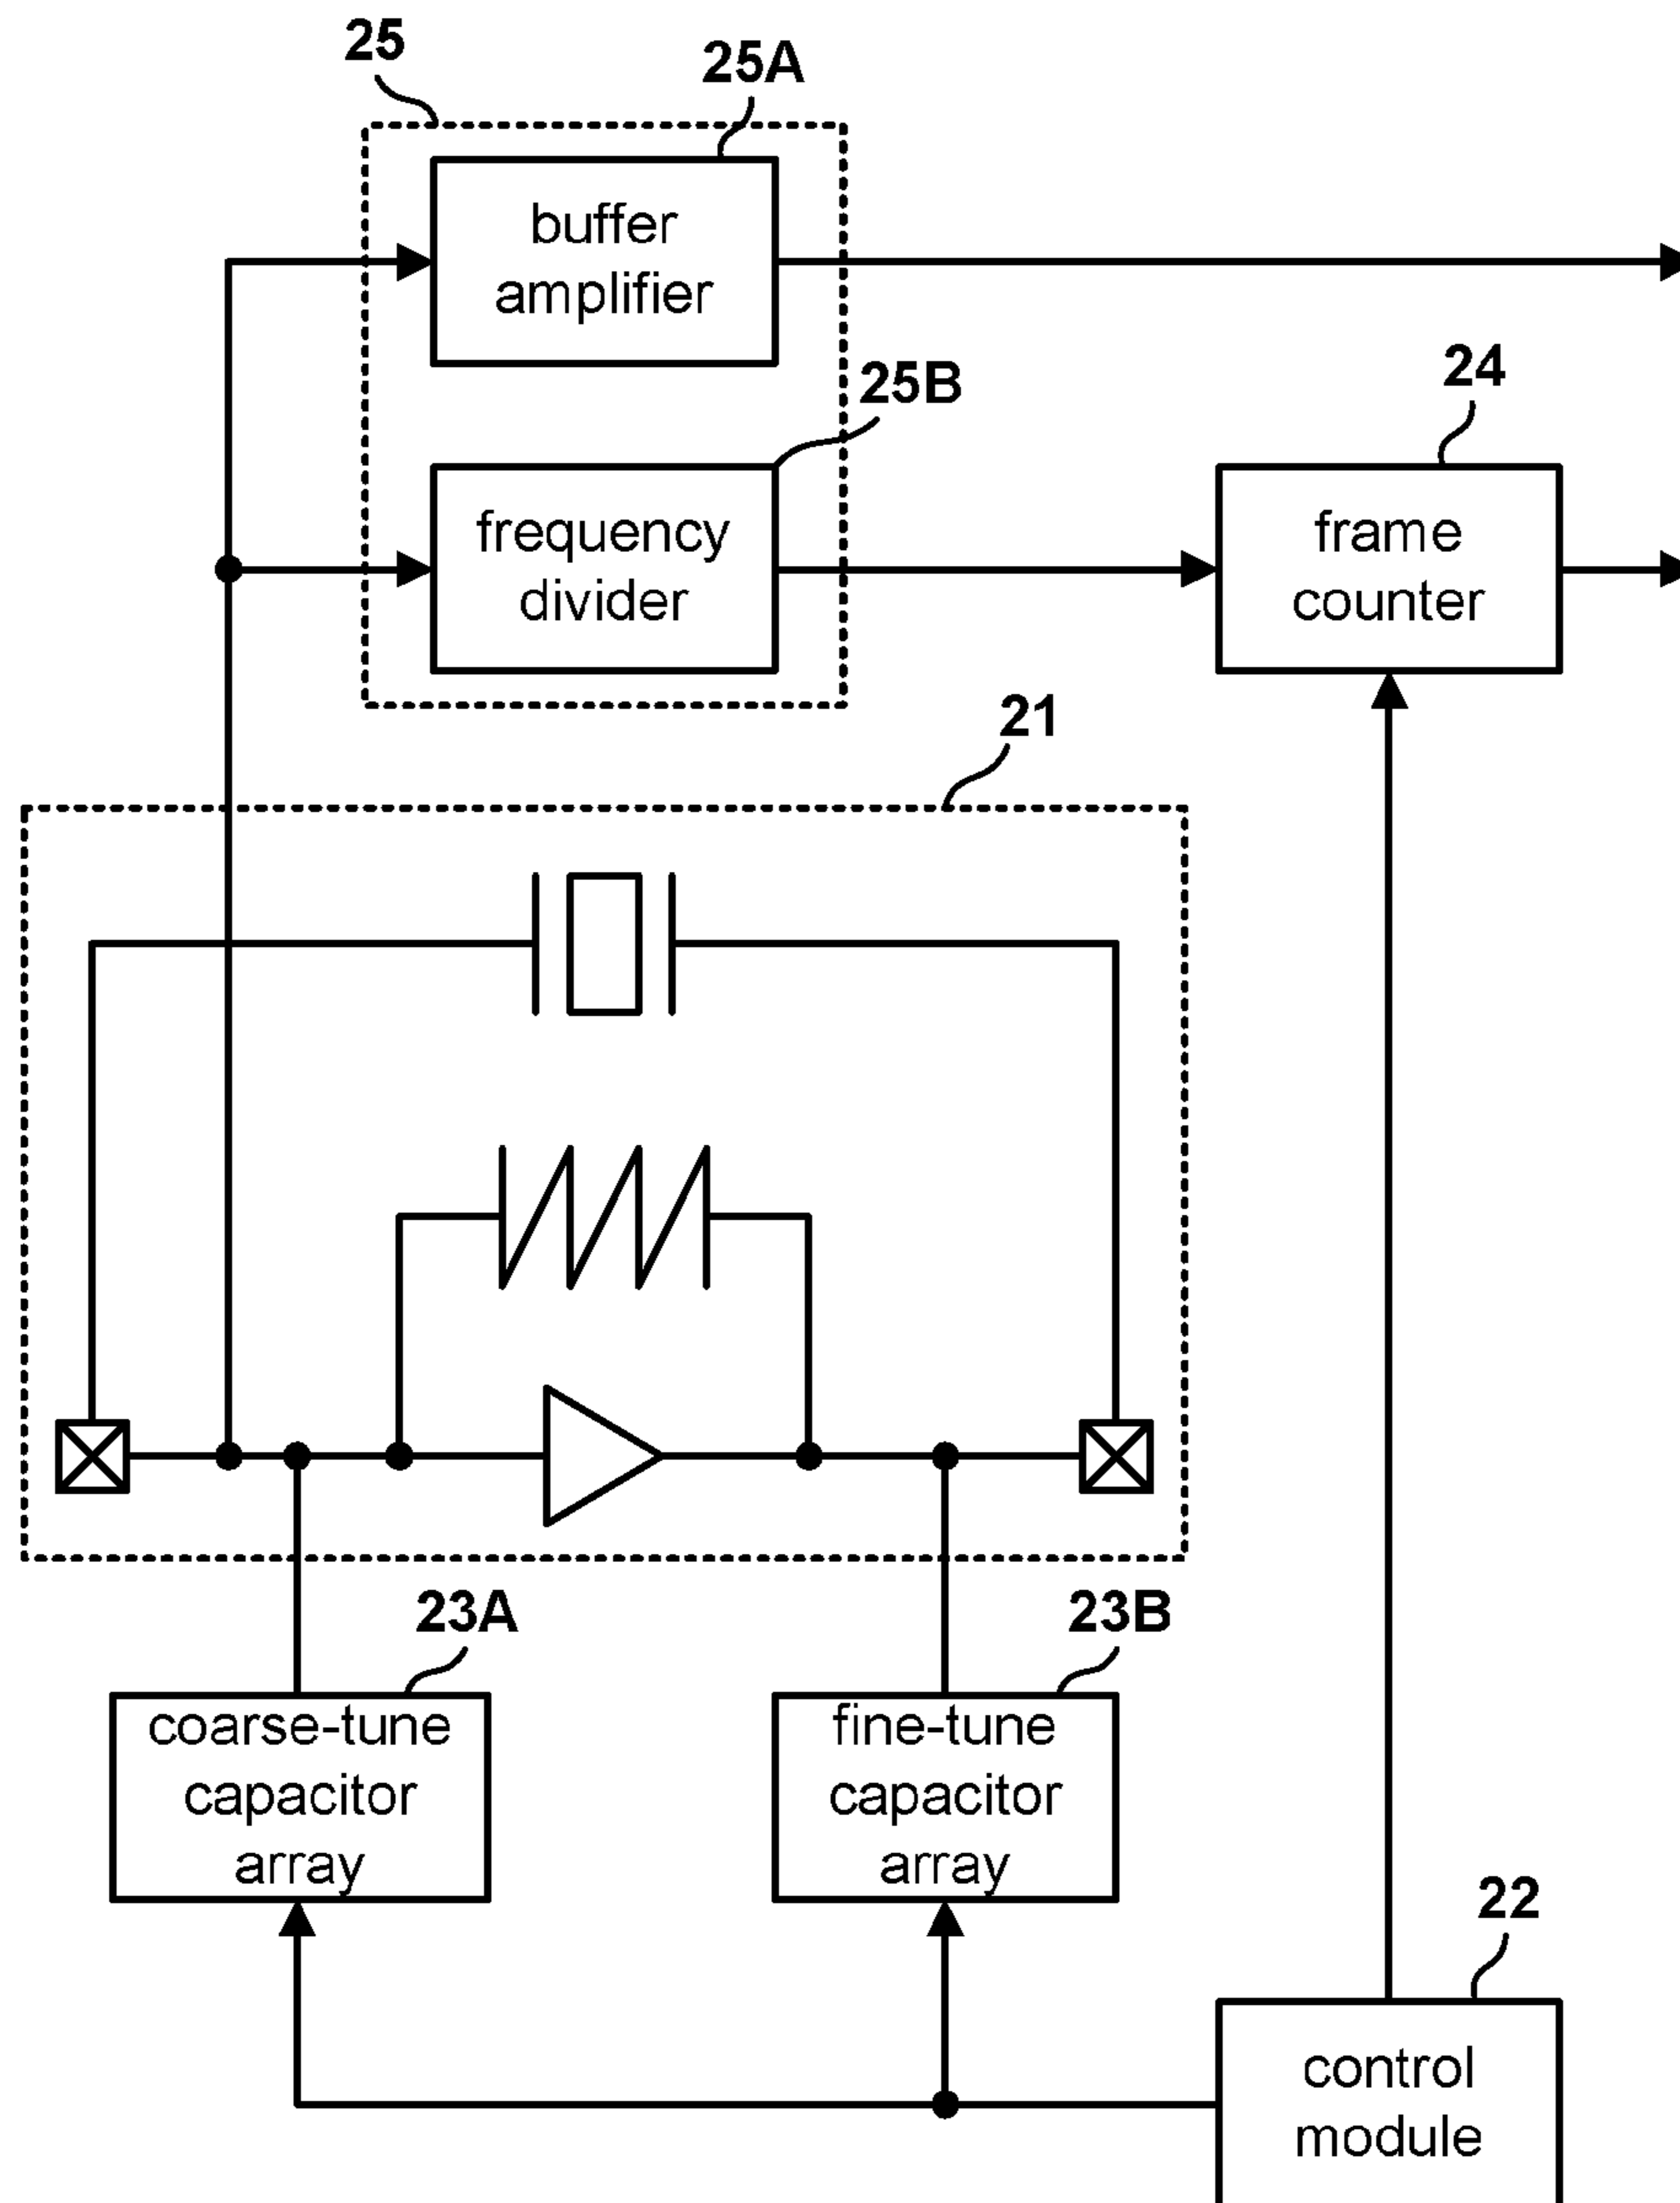 25
25A
buffer
amplifier
25B
24
frequency
divider
frame
counter
21
23A
23B
coarse-tune
capacitor
array
fine-tune
capacitor
array
22
control
module